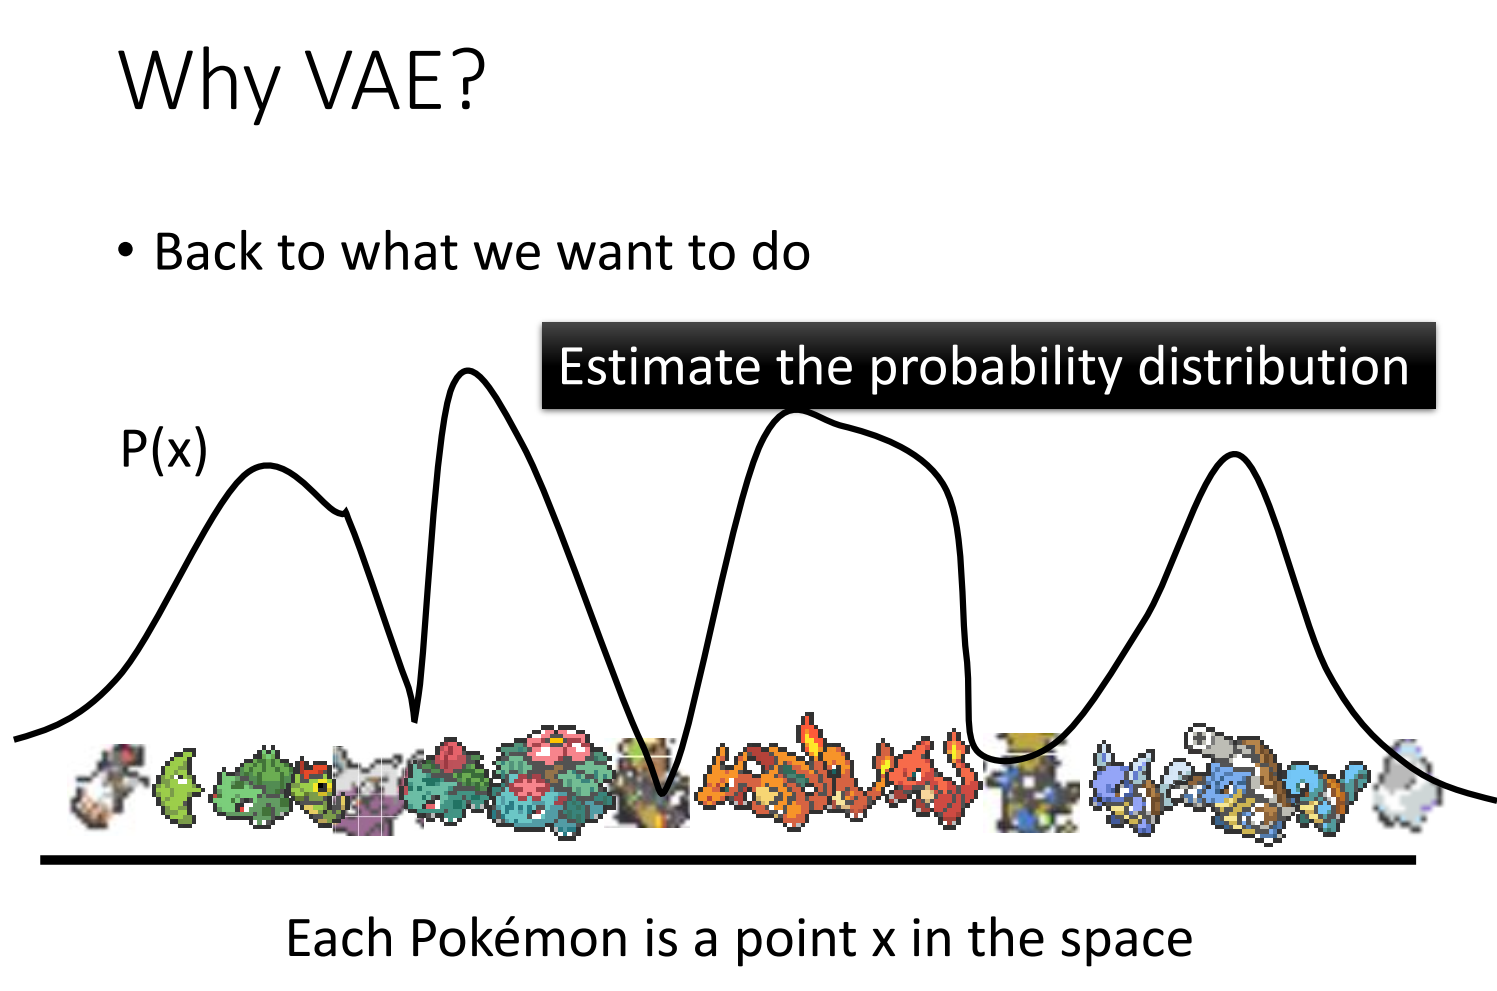 Why VAE?
• Back to what we want to do
Estimate the probability distribution
P(x)
Each Pokémon is a point x in the space